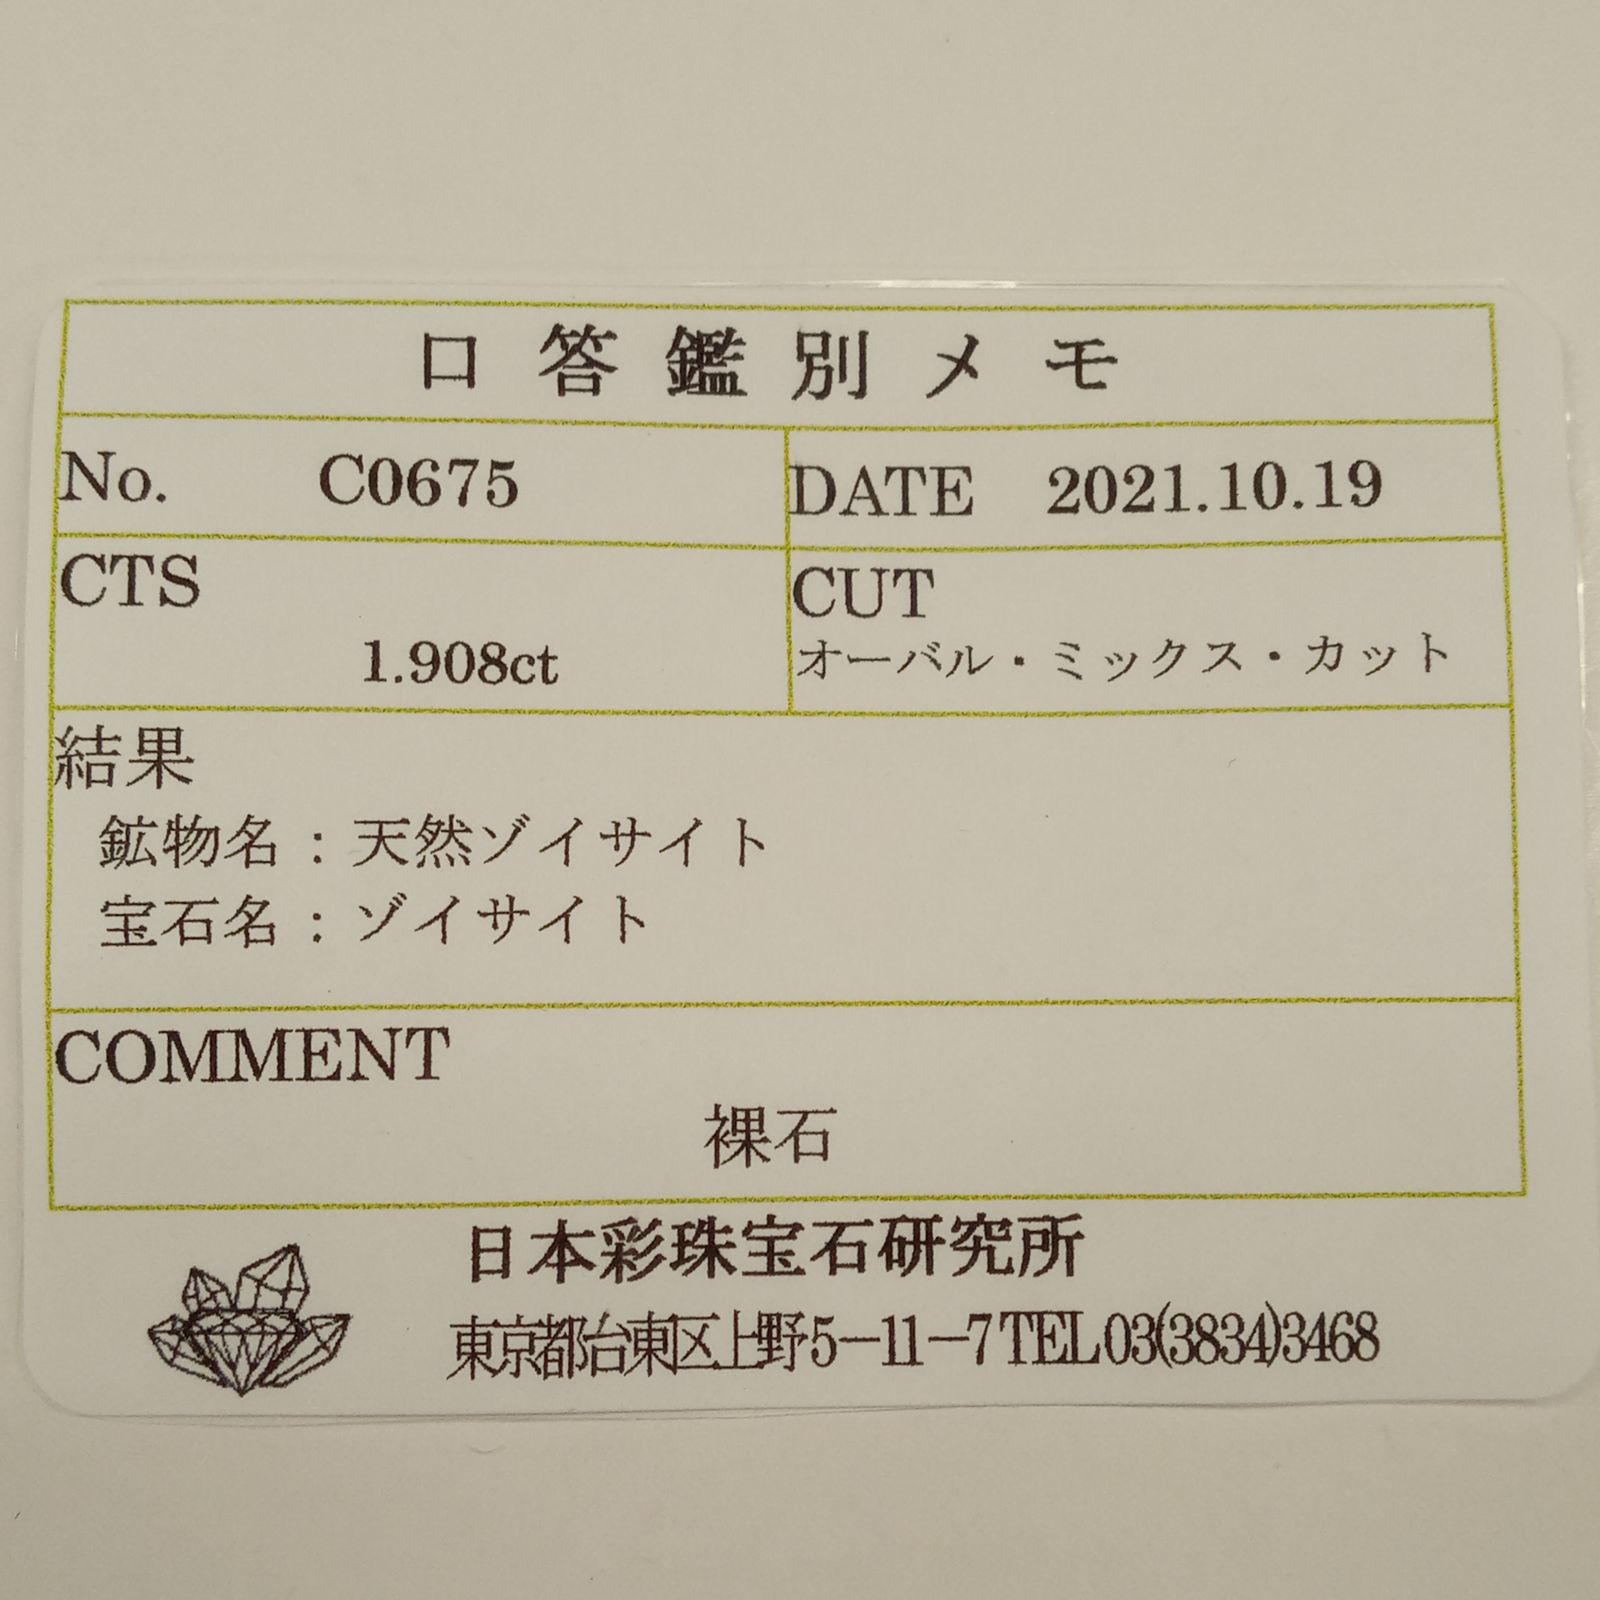 口答鑑別メモ
No. C0675 DATE 2021.10.19
CTS CUT
1.908ct オーバル・ミックス・カット
結果
鉱物名：天然ゾイサイト
宝石名：ゾイサイト
COMMENT
裸石
日本彩珠宝石研究所
東京都台東区上野5－11－7 TEL 03(3834)3468